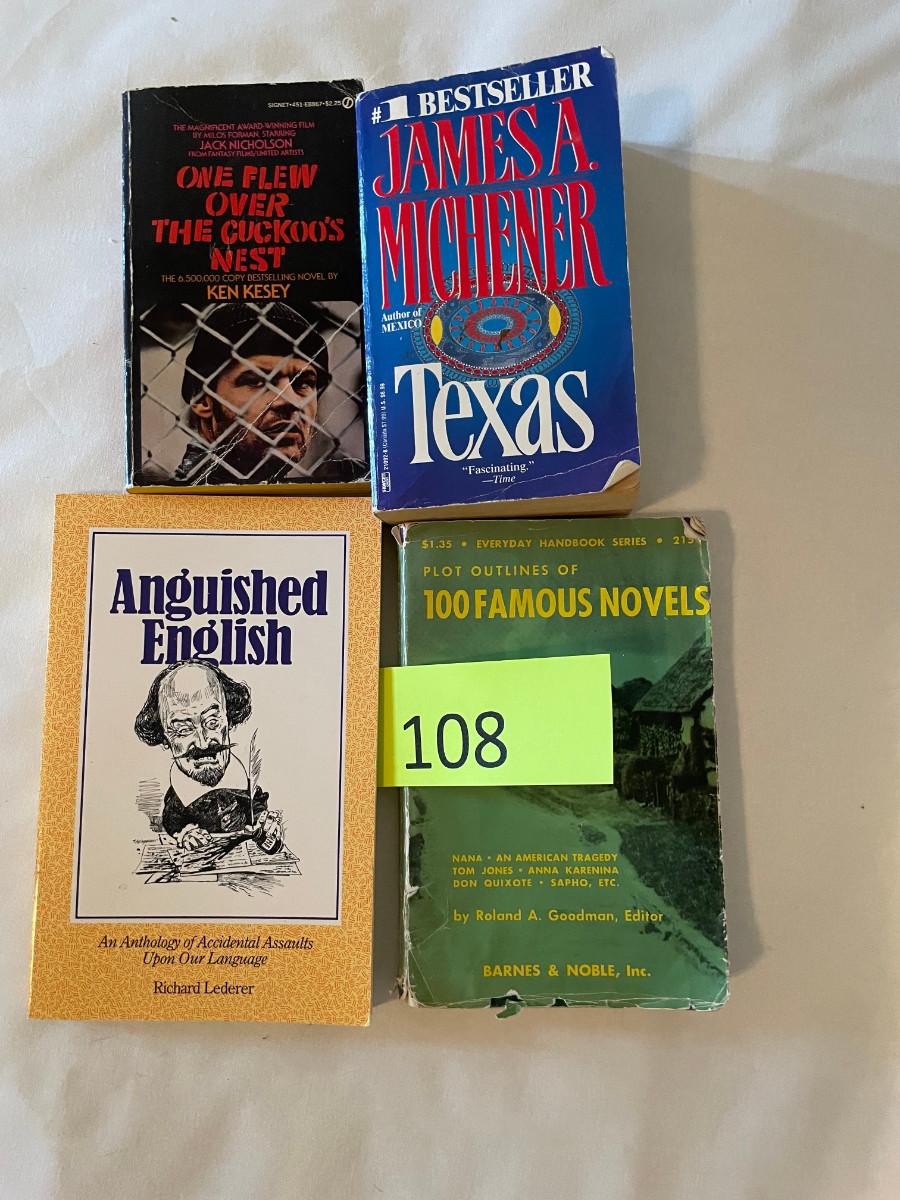 SIGNET•451-E8867•$2.25
THE MAGNIFICENT AWARD-WINNING FILM
BY MILOS FORMAN, STARRING
JACK NICHOLSON
FROM FANTASY FILMS/UNITED ARTISTS
ONE FLEW
OVER
THE CUCKOO'S
NEST
THE 6,500,000 COPY BESTSELLING NOVEL BY
KEN KESEY
#1 BESTSELLER
JAMES A.
MICHENER
Author of
MEXICO
Texas
"Fascinating."
—Time
FAWCETT
CREST
Anguished
English
An Anthology of Accidental Assaults
Upon Our Language
Richard Lederer
$1.35 • EVERYDAY HANDBOOK SERIES • 215
PLOT OUTLINES OF
100 FAMOUS NOVELS
108
NANA • AN AMERICAN TRAGEDY
TOM JONES • ANNA KARENINA
DON QUIXOTE • SAPHO, ETC.
by Roland A. Goodman, Editor
BARNES & NOBLE, Inc.